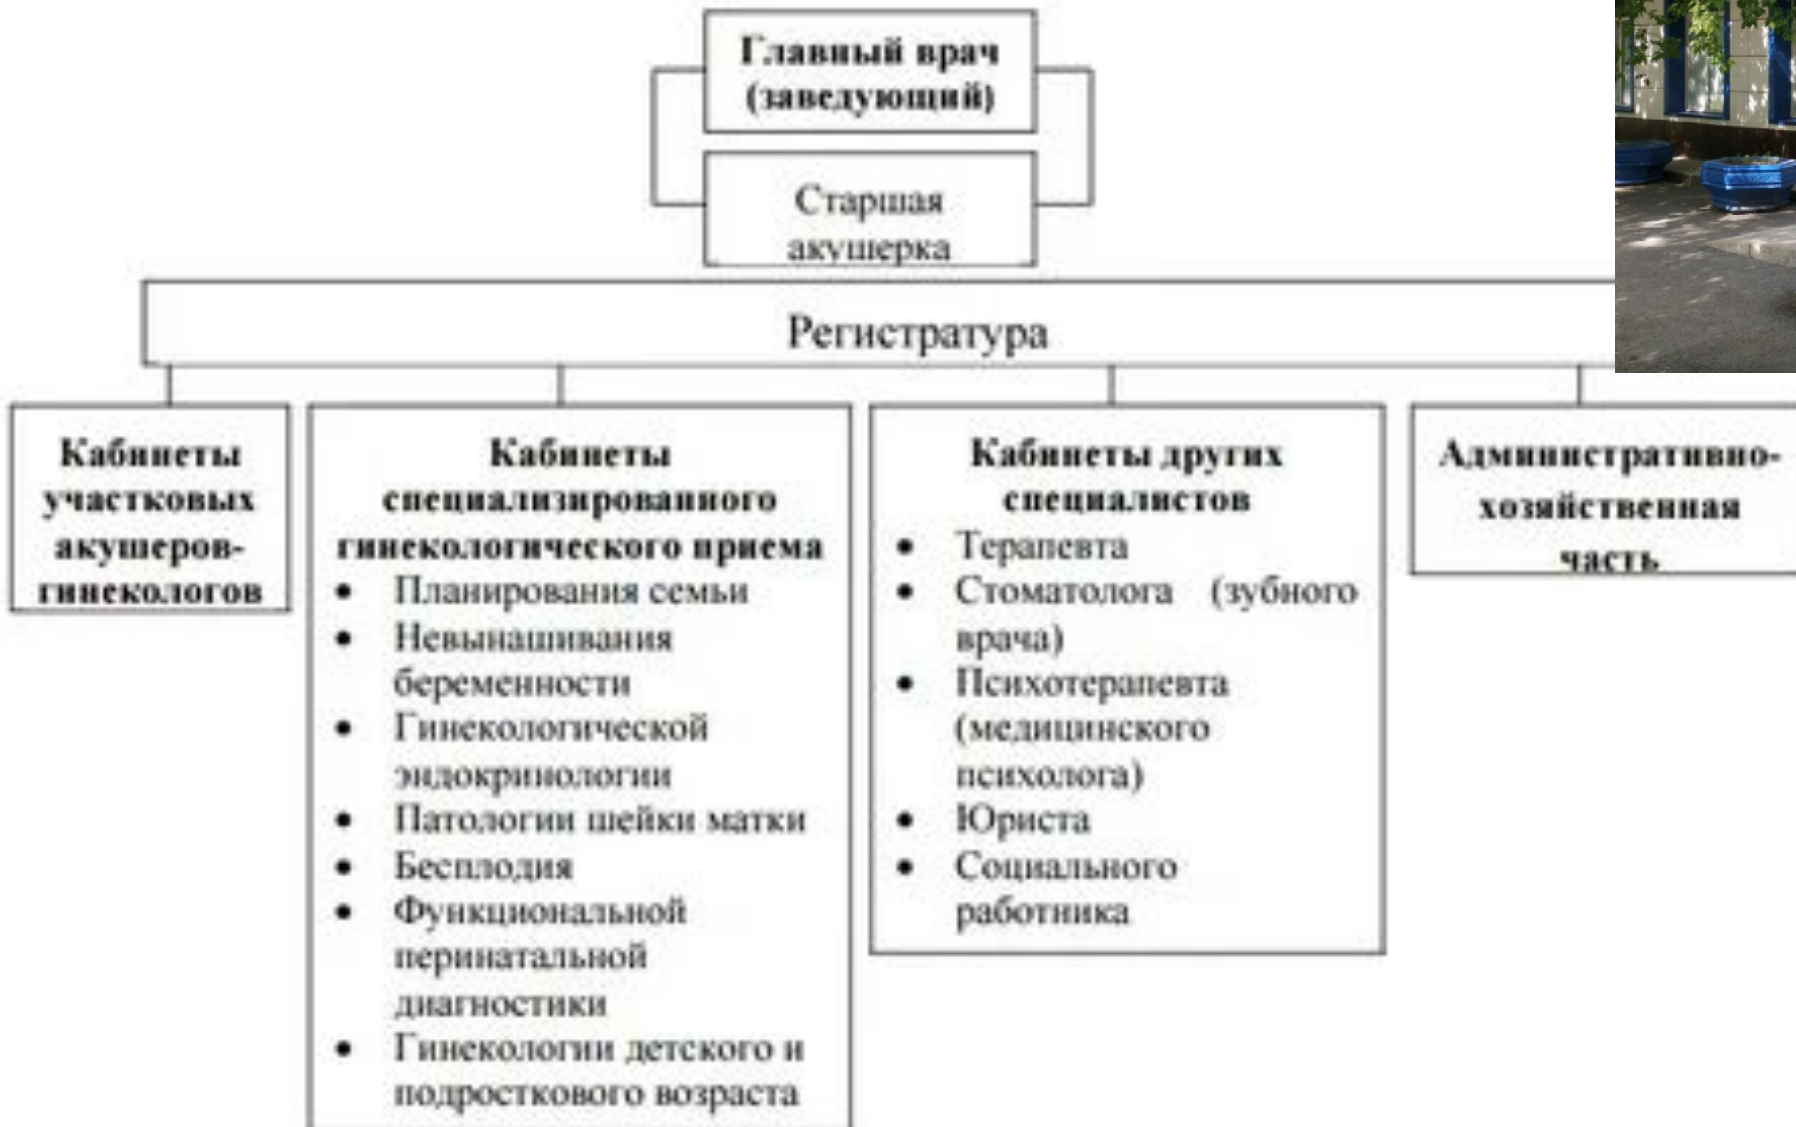 Главный врач
(заведующий)
Старшая
акушерка
Регистратура
Кабинеты
участковых
акушеров-
гинекологов
Кабинеты
специализированного
гинекологического приема
• Планирования семьи
• Невынашивания
беременности
• Гинекологической
эндокринологии
• Патологии шейки матки
• Бесплодия
• Функциональной
перинатальной
диагностики
• Гинекологии детского и
подросткового возраста
Кабинеты других
специалистов
• Терапевта
• Стоматолога (зубного
врача)
• Психотерапевта
(медицинского
психолога)
• Юриста
• Социального
работника
Административно-
хозяйственная
часть